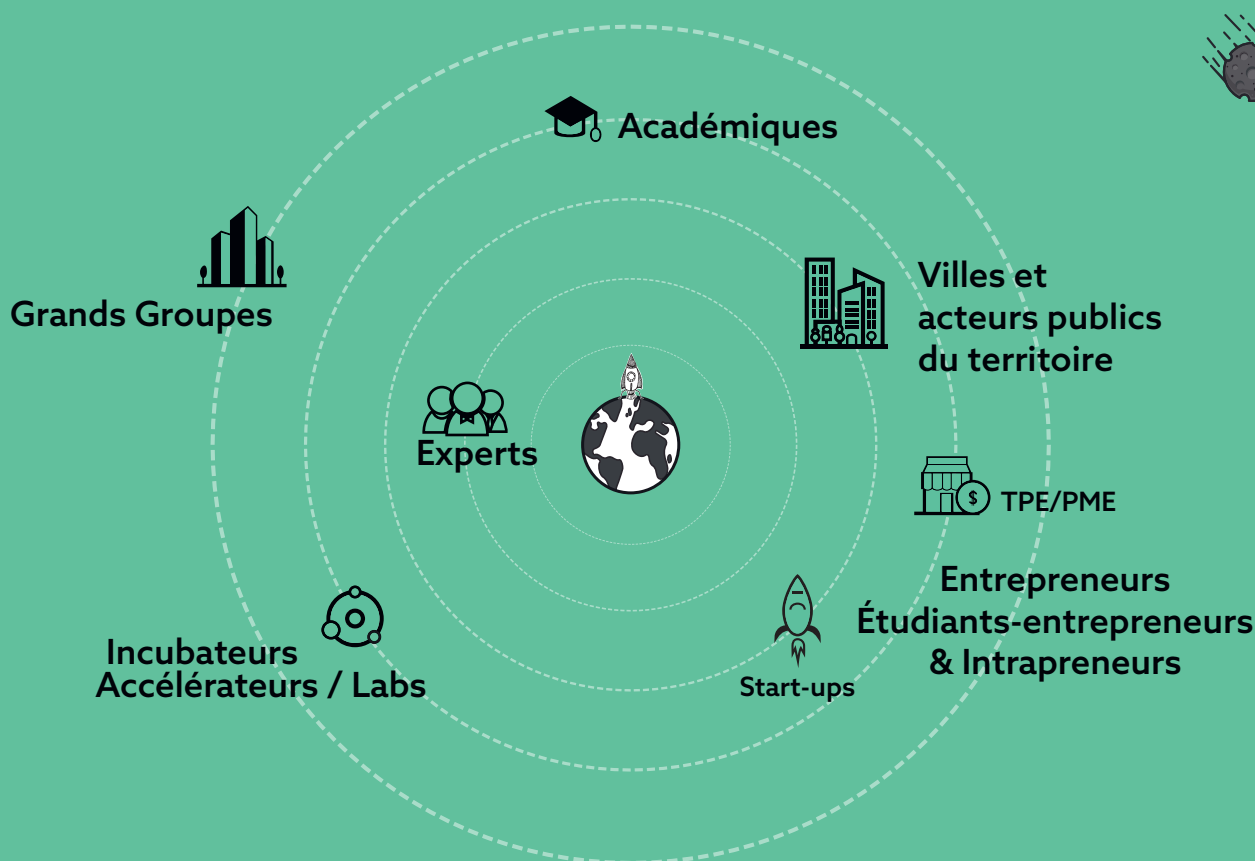 Académiques
Grands Groupes
Villes et
acteurs publics
du territoire
Experts
$ TPE/PME
Entrepreneurs
Étudiants-entrepreneurs
& Intrapreneurs
Incubateurs
Accélérateurs / Labs
Start-ups